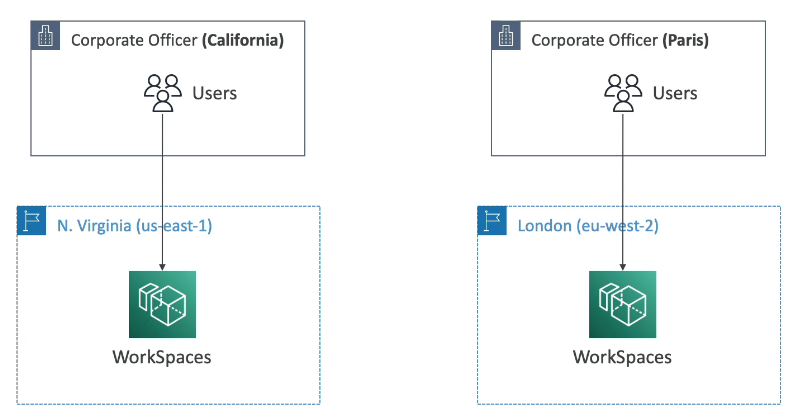 Corporate Officer (California)
Users
N. Virginia (us-east-1)
WorkSpaces
Corporate Officer (Paris)
Users
London (eu-west-2)
WorkSpaces